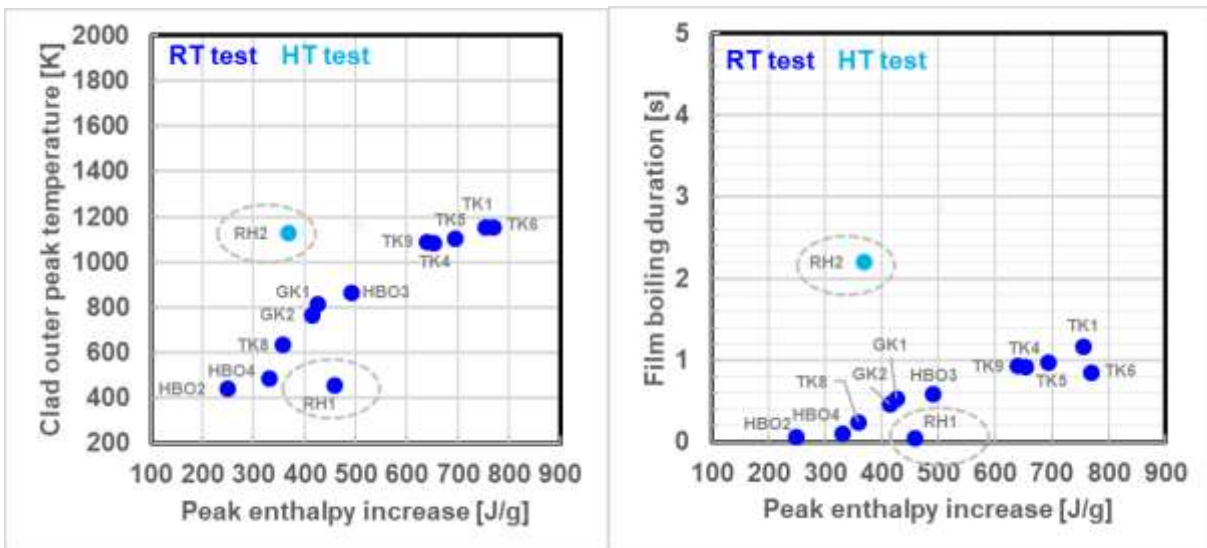 Clad outer peak temperature [K]
2000
1800
1600
1400
1200
1000
800
600
400
200
RT test HT test
RH2
TK1
TK5
TK6
TK9
TK4
GK1
HBO3
GK2
TK8
HBO4
HBO2
RH1
100 200 300 400 500 600 700 800 900
Peak enthalpy increase [J/g]
Film boiling duration [s]
5
4
3
2
1
0
RT test HT test
RH2
TK1
GK1
TK4
TK9
TK5
TK6
GK2
HBO3
TK8
HBO4
HBO2
RH1
100 200 300 400 500 600 700 800 900
Peak enthalpy increase [J/g]